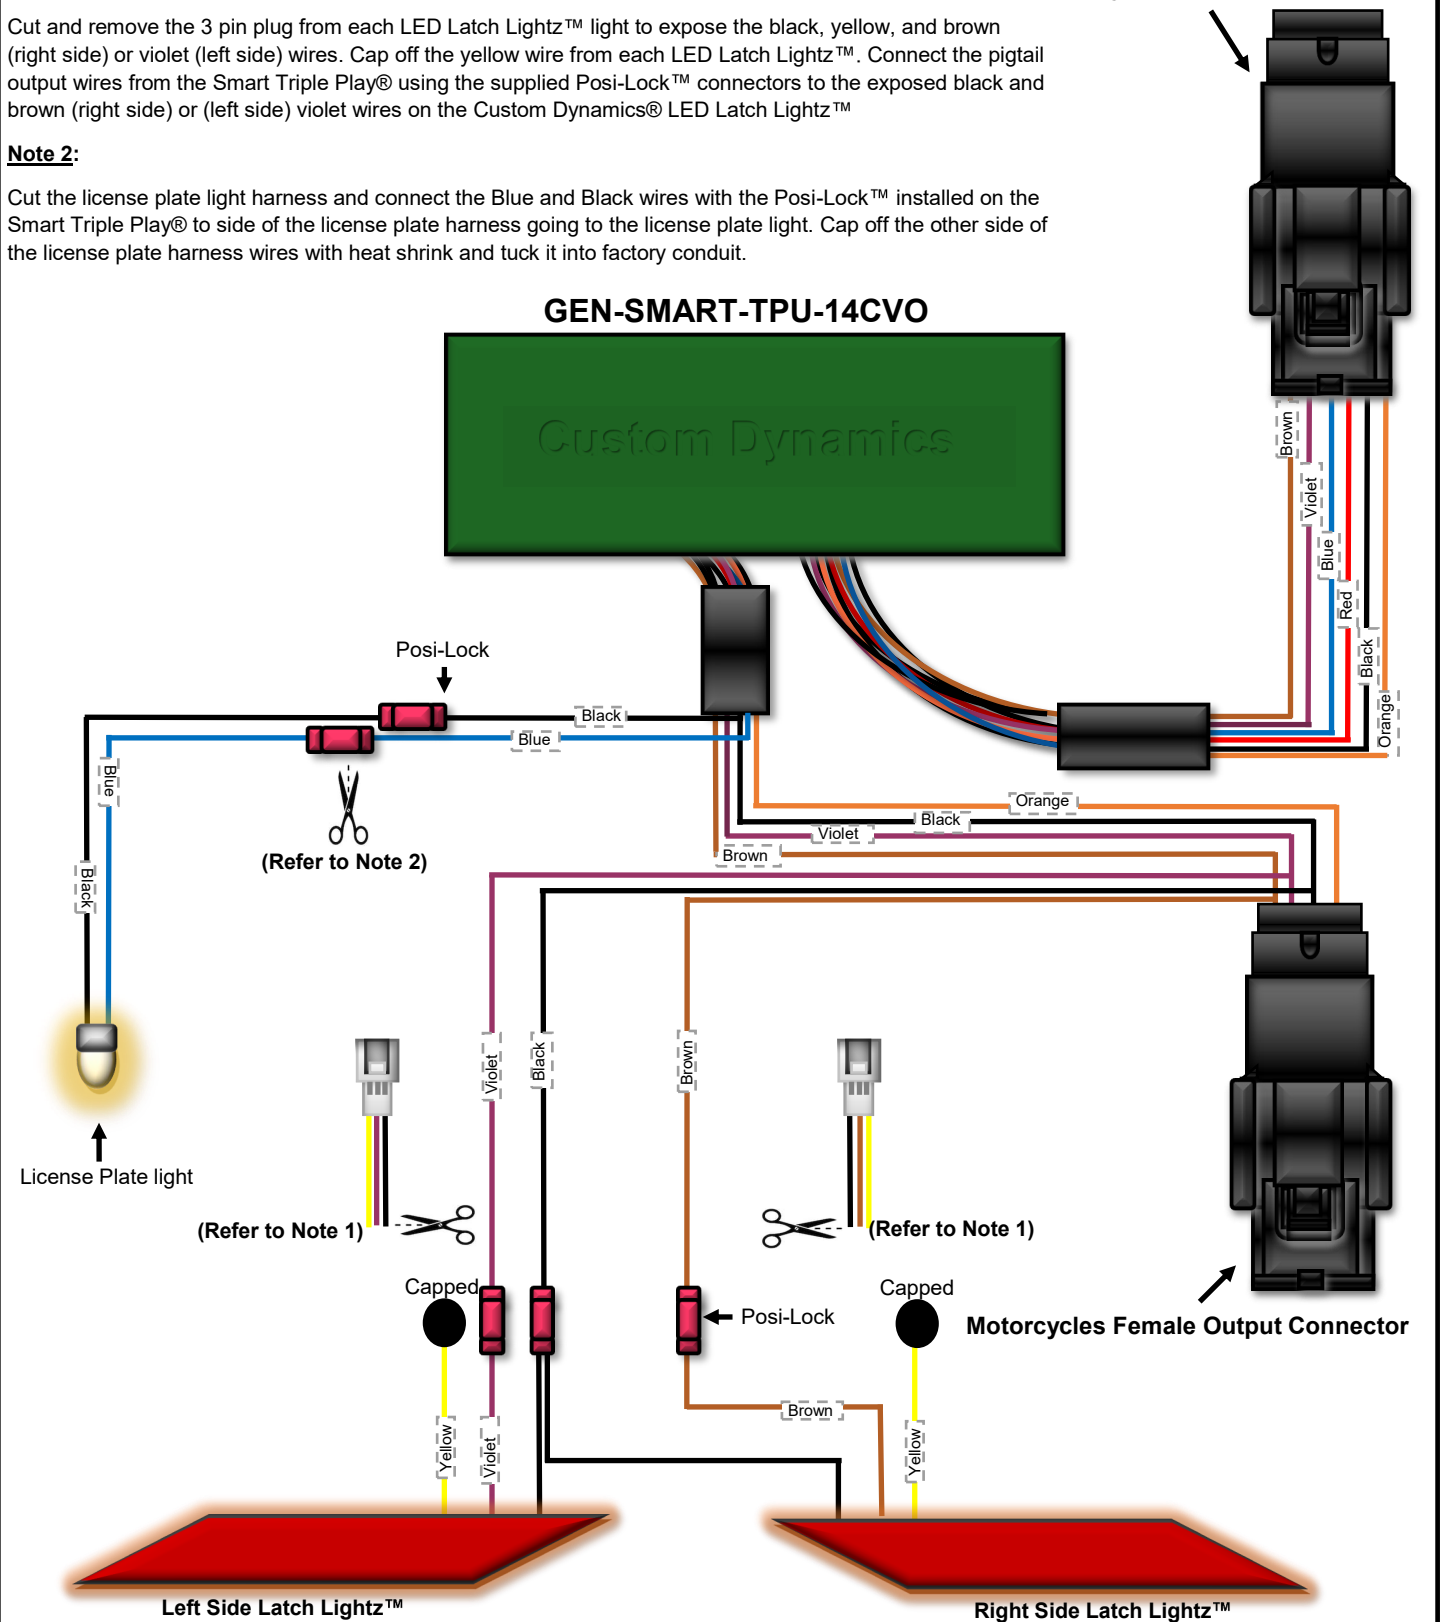 Cut and remove the 3 pin plug from each LED Latch Lightz™ light to expose the black, yellow, and brown
(right side) or violet (left side) wires. Cap off the yellow wire from each LED Latch Lightz™. Connect the pigtail
output wires from the Smart Triple Play® using the supplied Posi-Lock™ connectors to the exposed black and
brown (right side) or (left side) violet wires on the Custom Dynamics® LED Latch Lightz™
Note 2:
Cut the license plate light harness and connect the Blue and Black wires with the Posi-Lock™ installed on the
Smart Triple Play® to side of the license plate harness going to the license plate light. Cap off the other side of
the license plate harness wires with heat shrink and tuck it into factory conduit.
GEN-SMART-TPU-14CVO
Custom Dynamics
Brown
Violet
Blue
Red
Black
Orange
Posi-Lock
Black
Blue
Blue
Black
(Refer to Note 2)
Orange
Black
Violet
Brown
Violet
Black
Brown
License Plate light
(Refer to Note 1)
(Refer to Note 1)
Capped
Capped
Posi-Lock
Motorcycles Female Output Connector
Brown
Yellow
Violet
Yellow
Left Side Latch Lightz™
Right Side Latch Lightz™